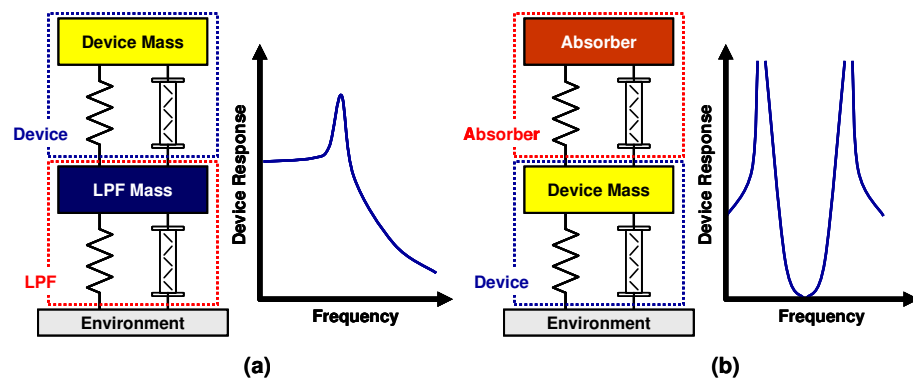 Device Mass
Device
LPF Mass
LPF
Environment
Device Response
Frequency
(a)
Absorber
Absorber
Device Mass
Device
Environment
Device Response
Frequency
(b)